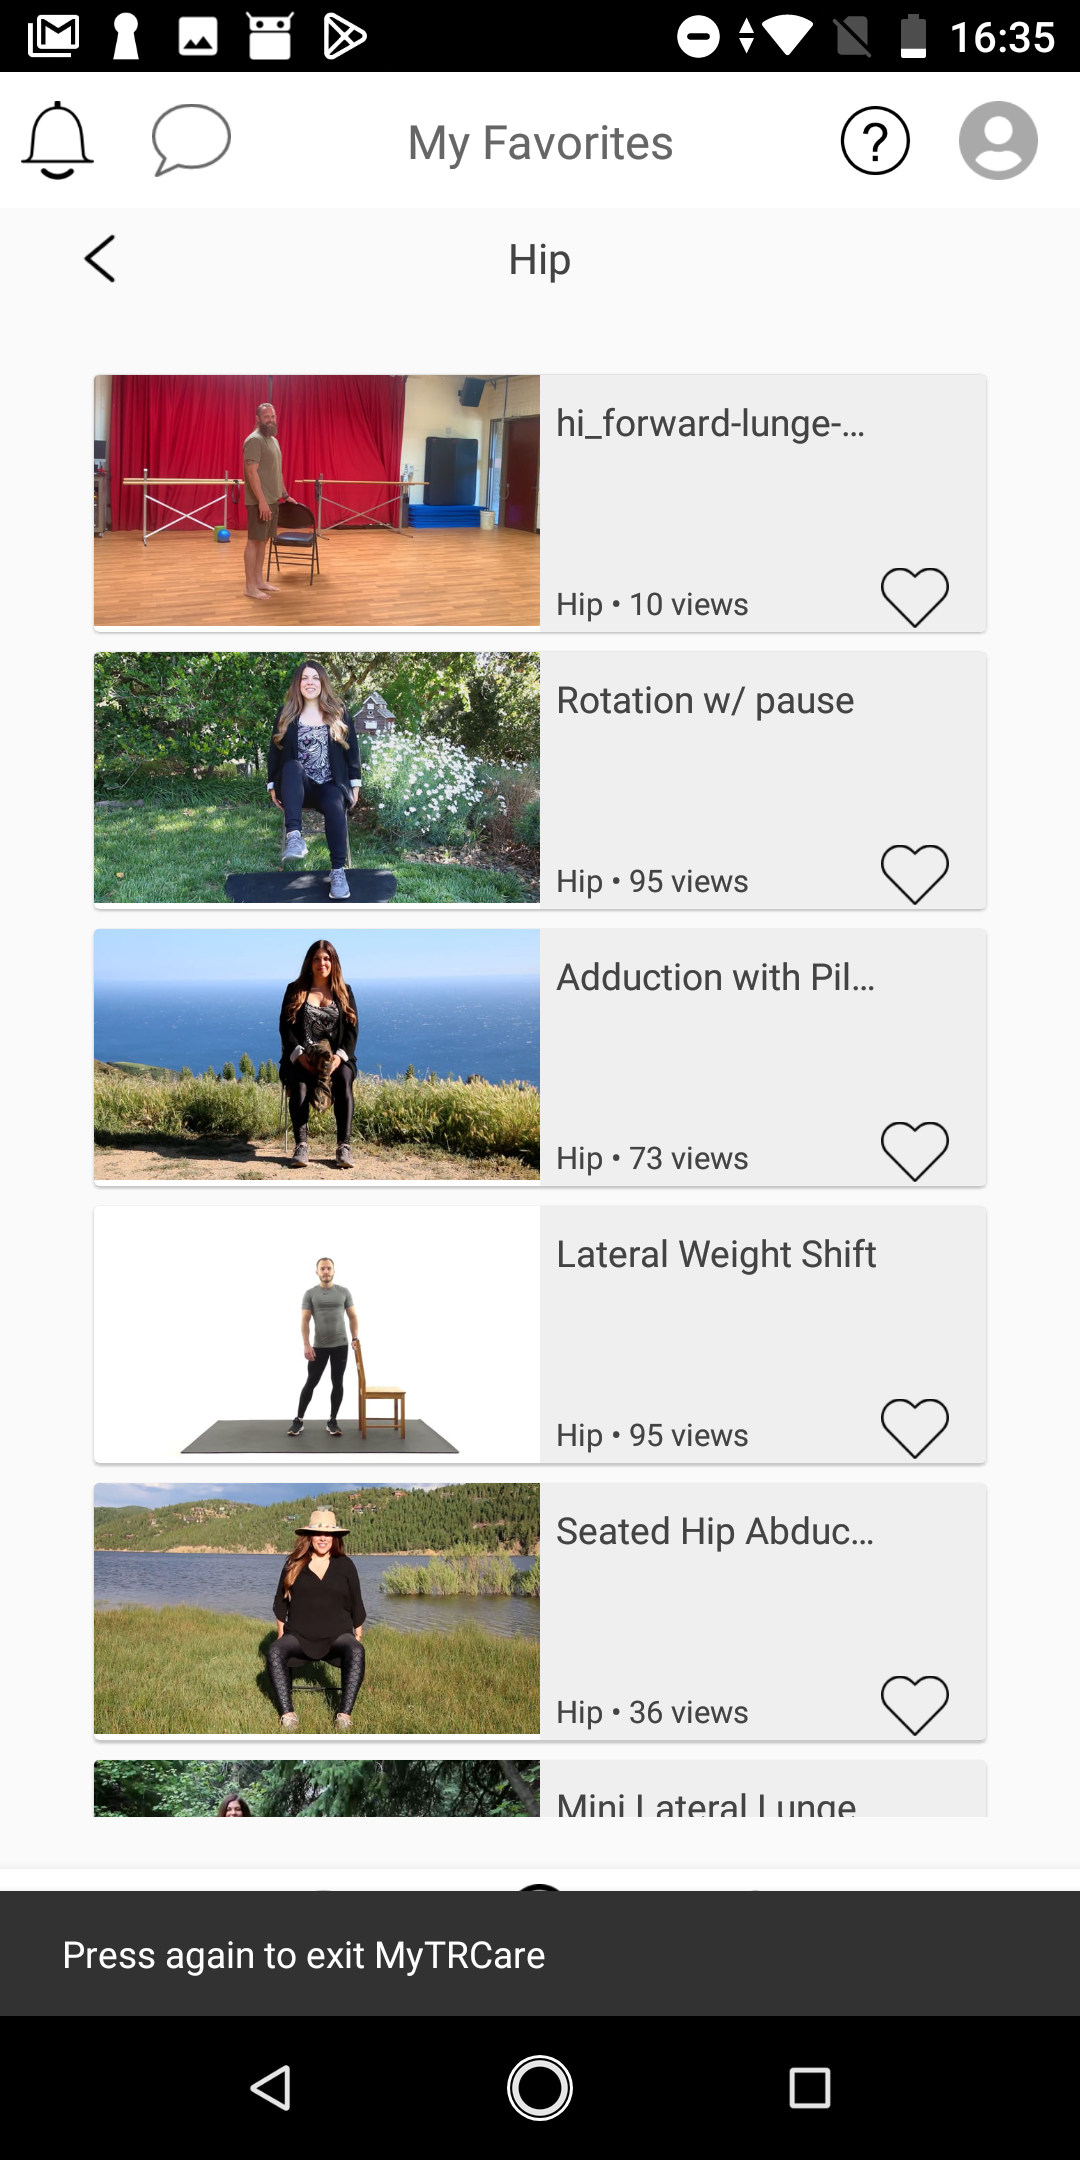 16:35
My Favorites
Hip
hi_forward-lunge-...
Hip • 10 views
Rotation w/ pause
Hip • 95 views
Adduction with Pil...
Hip • 73 views
Lateral Weight Shift
Hip • 95 views
Seated Hip Abduc...
Hip • 36 views
Mini Lateral Lunge
Press again to exit MyTRCare